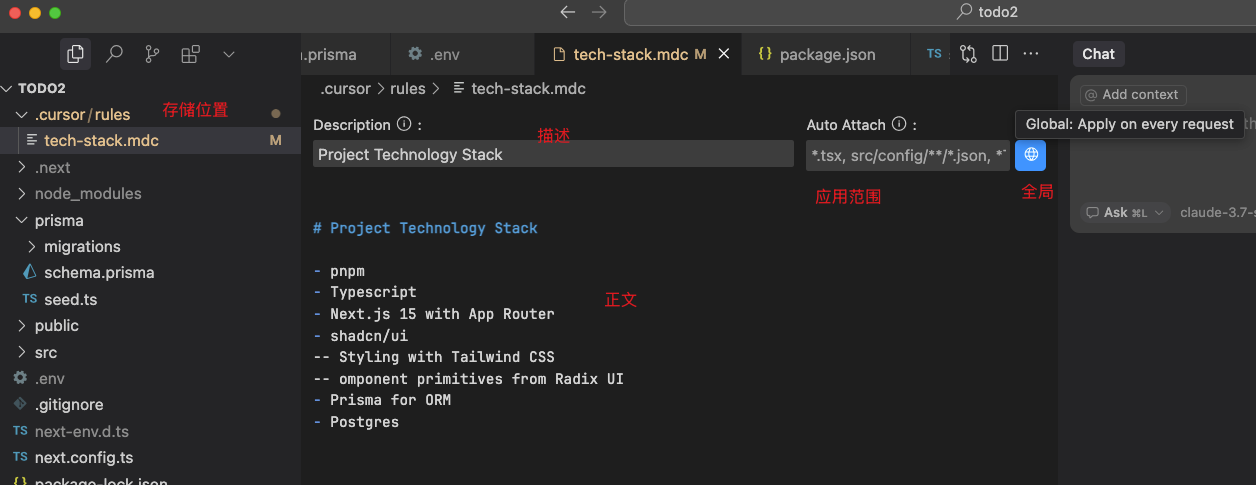 todo2
.prisma
.env
tech-stack.mdc M
package.json
TS
Chat
TODO2
.cursor/rules
存储位置
tech-stack.mdc M
.next
node_modules
prisma
migrations
schema.prisma
TS seed.ts
public
src
.env
.gitignore
TS next-env.d.ts
TS next.config.ts
{} package-lock.json
.cursor > rules > tech-stack.mdc
Description :
描述
Project Technology Stack
Auto Attach :
*.tsx, src/config/**/*.json, *
应用范围
全局
Global: Apply on every request
# Project Technology Stack
- pnpm
- Typescript
正文
- Next.js 15 with App Router
- shadcn/ui
-- Styling with Tailwind CSS
-- omponent primitives from Radix UI
- Prisma for ORM
- Postgres
@ Add context
Ask ⌘L
claude-3.7-s